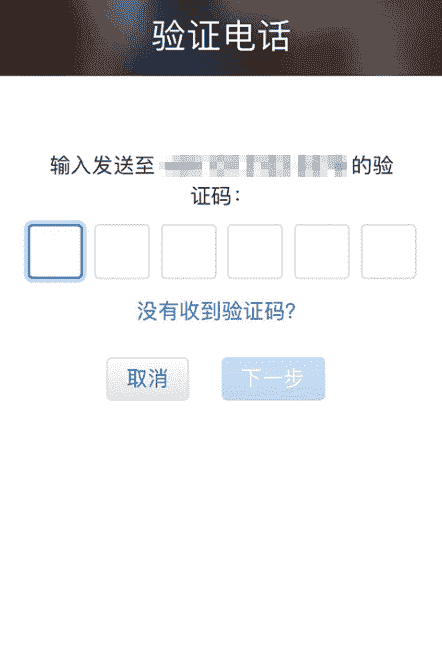 验证电话
输入发送至 的验
证码：
没有收到验证码？
取消
下一步